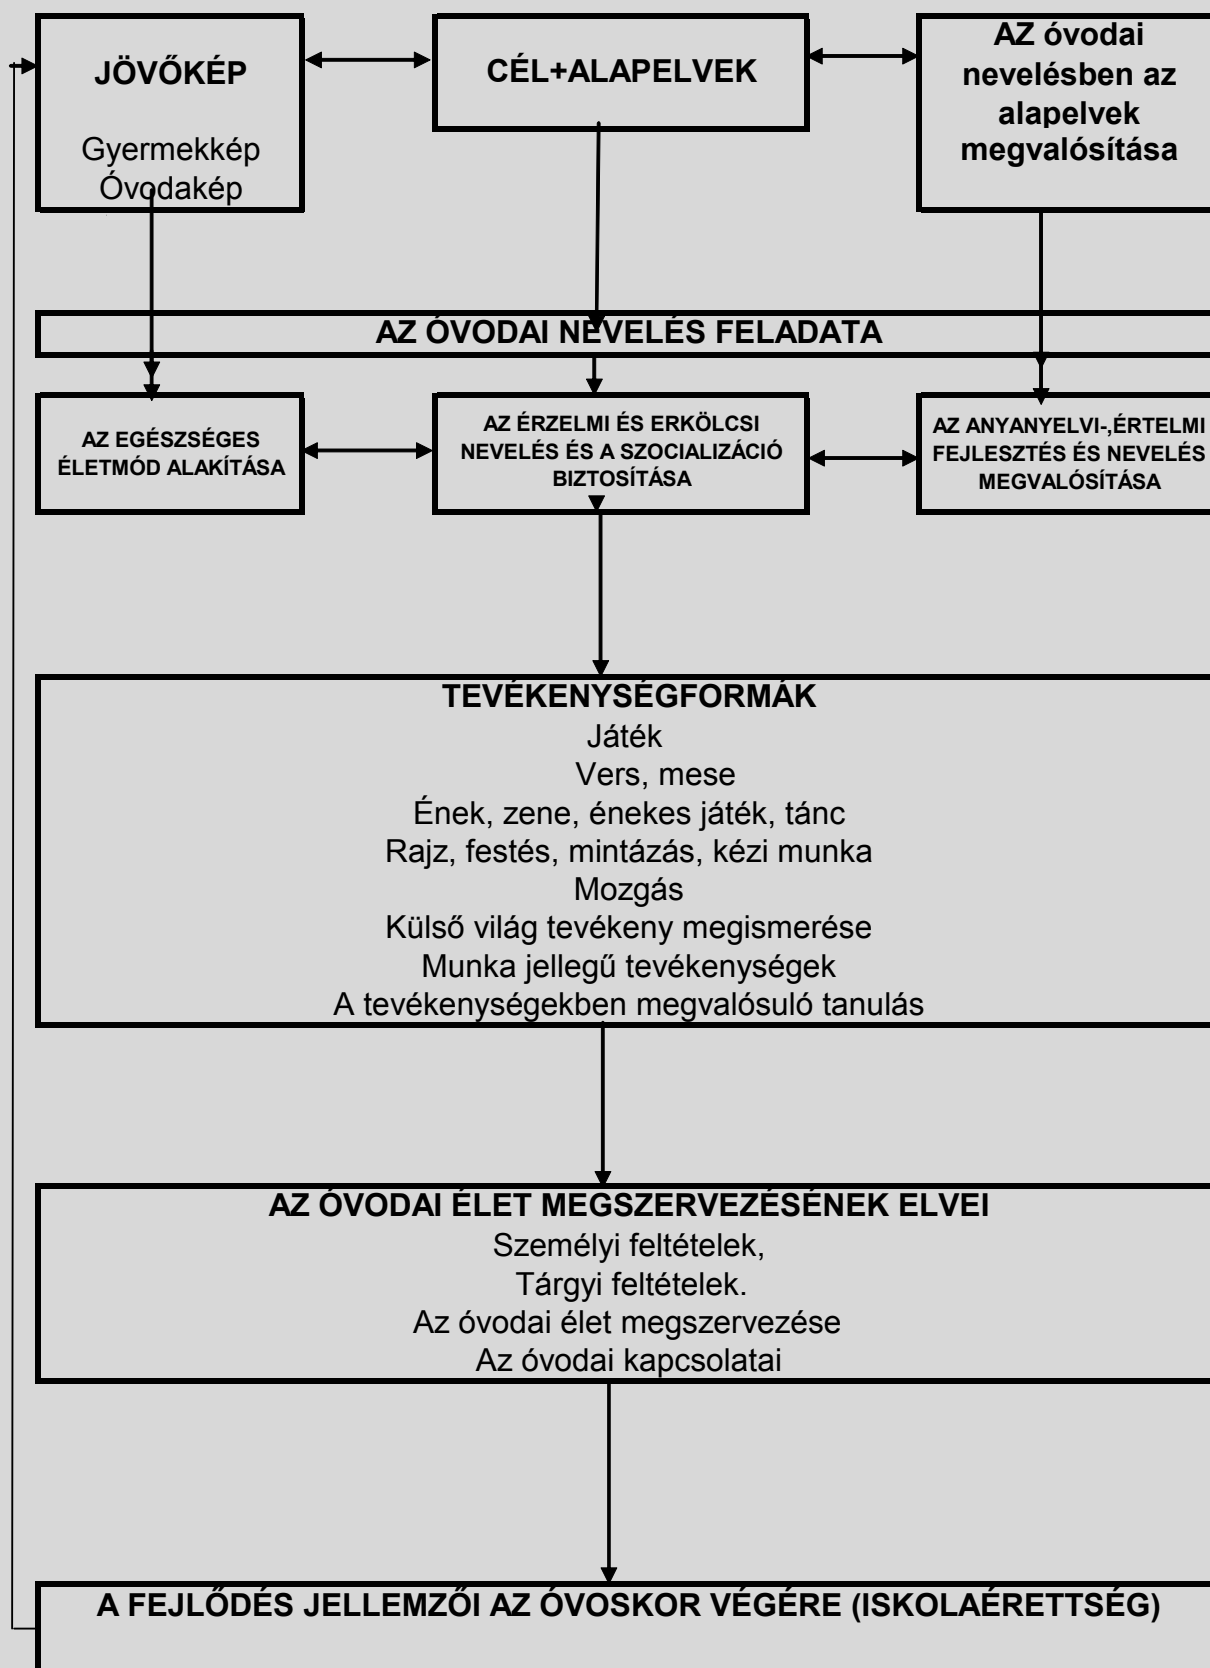 JÖVŐKÉP
Gyermekkép
Óvodakép
CÉL+ALAPELVEK
AZ óvodai
nevelésben az
alapelvek
megvalósítása
AZ ÓVODAI NEVELÉS FELADATA
AZ EGÉSZSÉGES
ÉLETMÓD ALAKÍTÁSA
AZ ÉRZELMI ÉS ERKÖLCSI
NEVELÉS ÉS A SZOCIALIZÁCIÓ
BIZTOSÍTÁSA
AZ ANYANYELVI-,ÉRTELMI
FEJLESZTÉS ÉS NEVELÉS
MEGVALÓSÍTÁSA
TEVÉKENYSÉGFORMÁK
Játék
Vers, mese
Ének, zene, énekes játék, tánc
Rajz, festés, mintázás, kézi munka
Mozgás
Külső világ tevékeny megismerése
Munka jellegű tevékenységek
A tevékenységekben megvalósuló tanulás
AZ ÓVODAI ÉLET MEGSZERVEZÉSÉNEK ELVEI
Személyi feltételek,
Tárgyi feltételek.
Az óvodai élet megszervezése
Az óvodai kapcsolatai
A FEJLŐDÉS JELLEMZŐI AZ ÓVOSKOR VÉGÉRE (ISKOLAÉRETTSÉG)